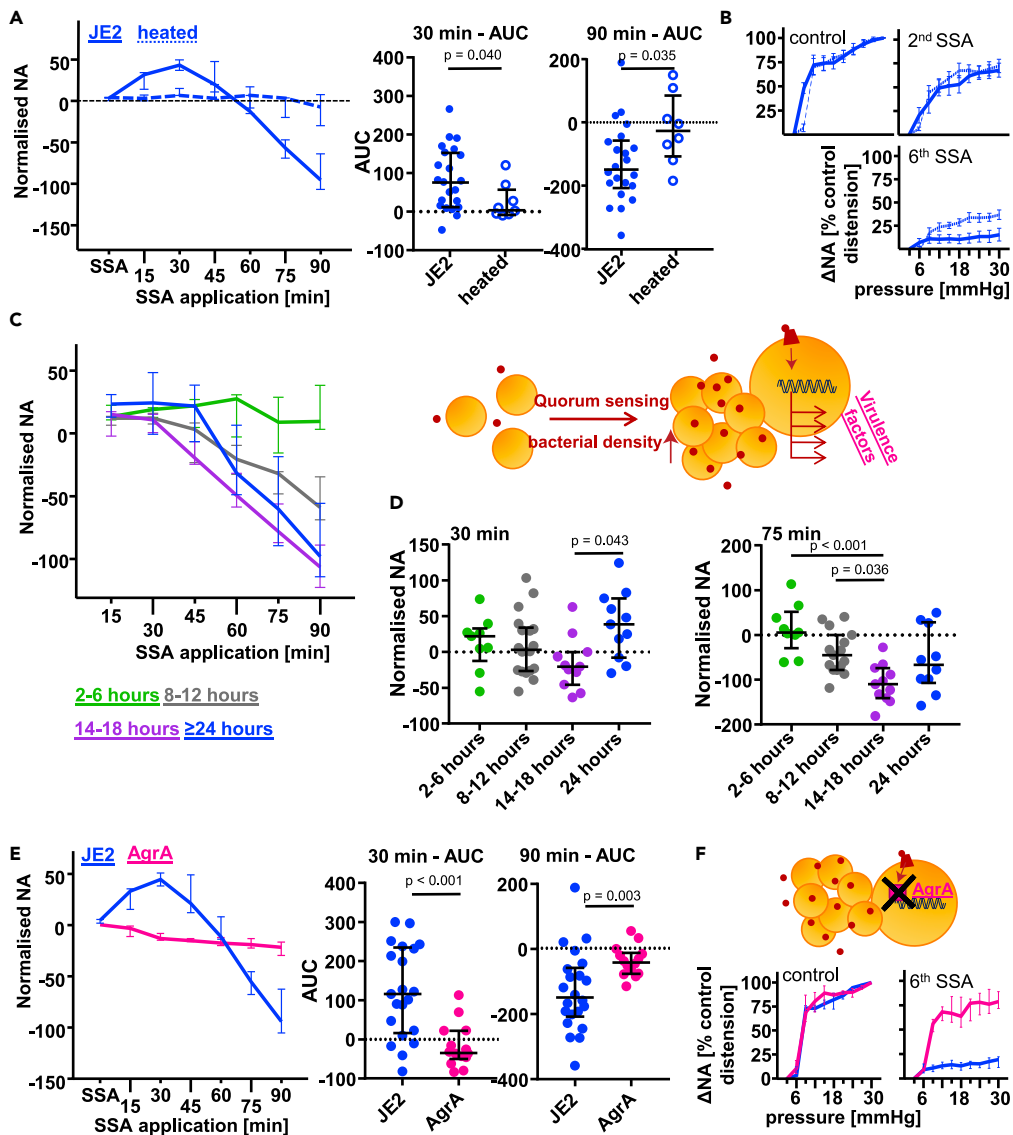 A
JE2 heated
Normalised NA
50
0
-50
-100
-150
SSA 15 30 45 60 75 90
SSA application [min]
30 min - AUC
p = 0.040
AUC
400
300
200
100
0
-100
JE2 heated
90 min - AUC
p = 0.035
200
0
-200
-400
JE2 heated
B
control
100
75
50
25
2nd SSA
6th SSA
100
75
50
25
ΔNA [% control
distension]
6 18 30
6 18 30
pressure [mmHg]
C
Normalised NA
50
0
-50
-100
15 30 45 60 75 90
SSA application [min]
2-6 hours 8-12 hours
14-18 hours ≥24 hours
Quorum sensing
bacterial density
Virulence
factors
D
30 min
p = 0.043
Normalised NA
150
100
50
0
-50
-100
2-6 hours
8-12 hours
14-18 hours
24 hours
75 min
p < 0.001
p = 0.036
Normalised NA
200
100
0
-100
-200
2-6 hours
8-12 hours
14-18 hours
24 hours
E
JE2 AgrA
Normalised NA
50
0
-50
-100
-150
SSA 15 30 45 60 75 90
SSA application [min]
30 min - AUC
p < 0.001
AUC
400
300
200
100
0
-100
JE2 AgrA
90 min - AUC
p = 0.003
200
0
-200
-400
JE2 AgrA
F
AgrA
control
6th SSA
ΔNA [% control
distension]
100
75
50
25
0
6 18 30
6 18 30
pressure [mmHg]